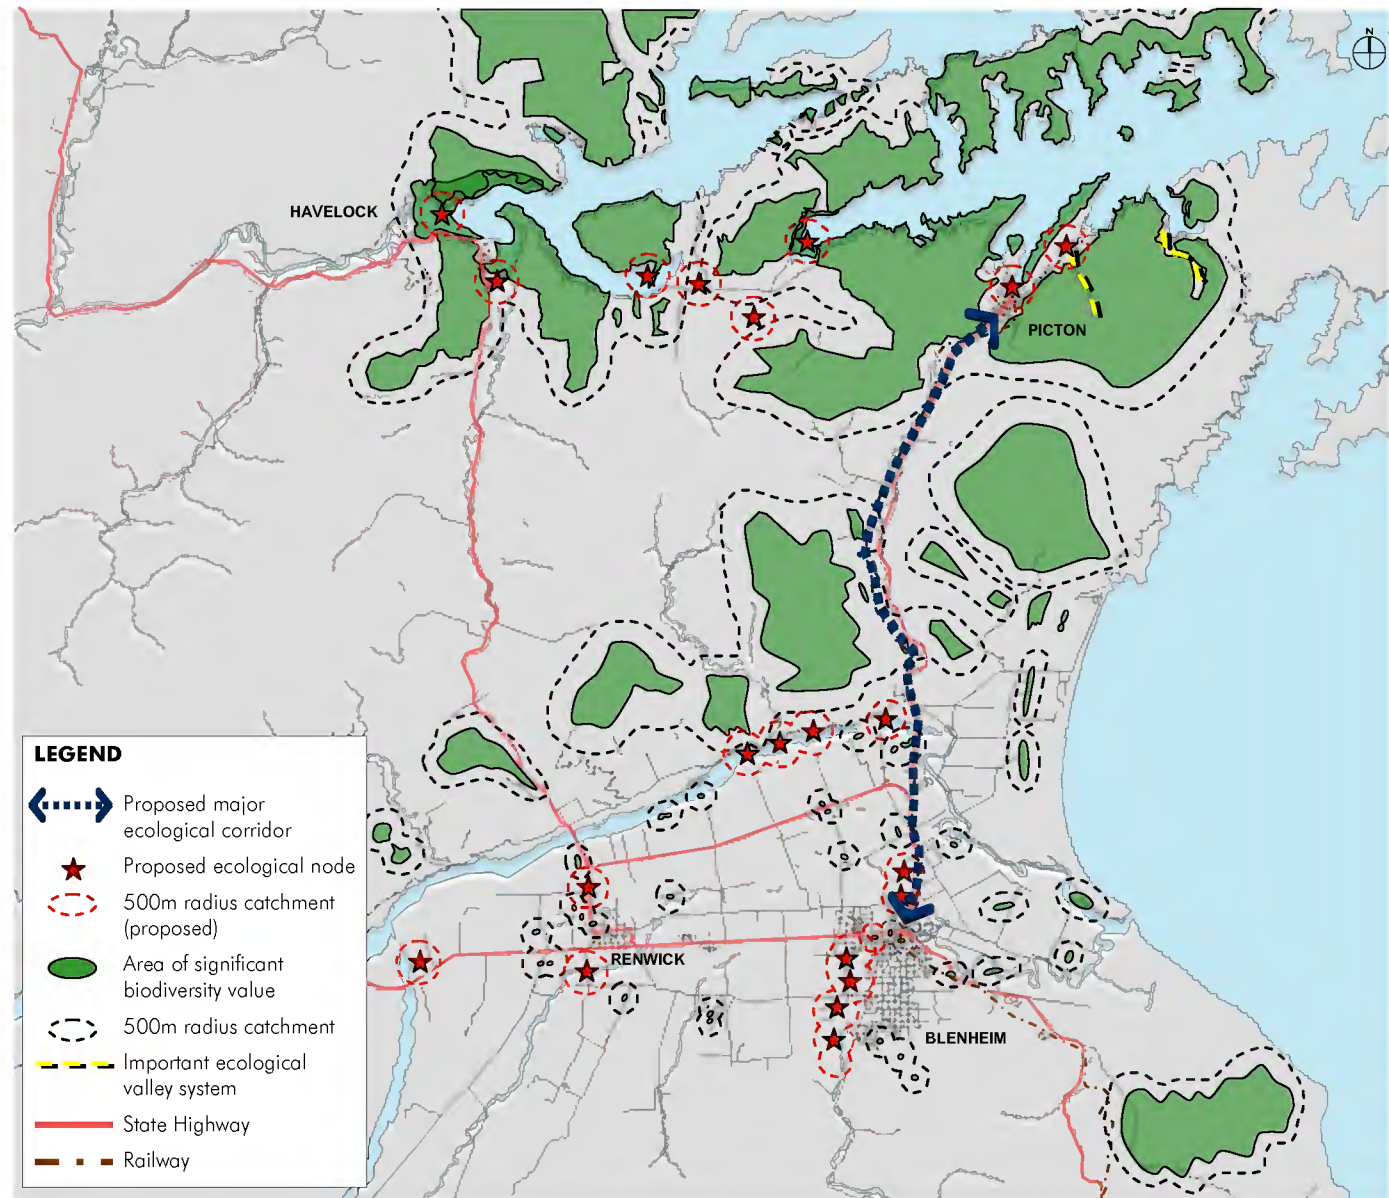 N
HAVELOCK
PICTON
LEGEND
Proposed major
ecological corridor
Proposed ecological node
500m radius catchment
(proposed)
Area of significant
biodiversity value
500m radius catchment
Important ecological
valley system
State Highway
Railway
RENWICK
BLENHEIM